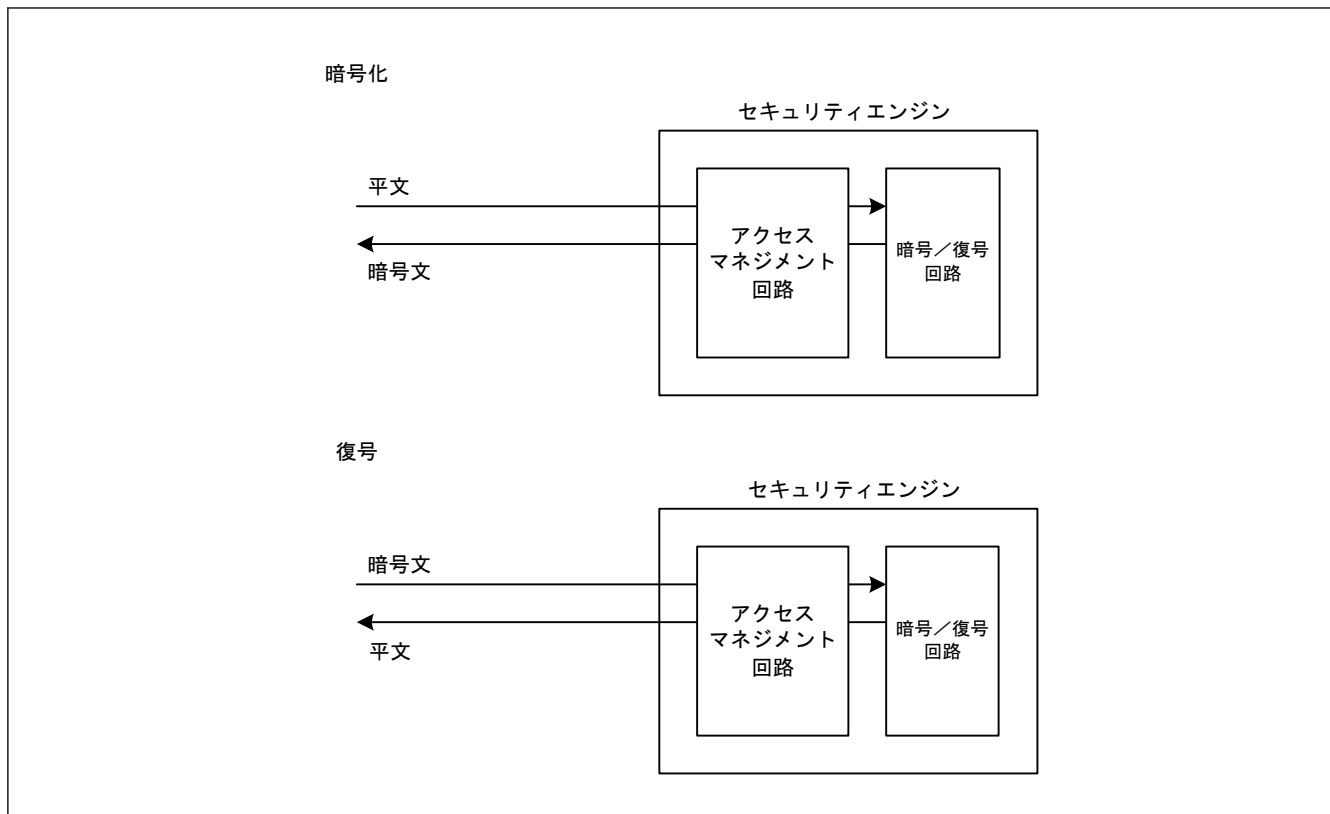 暗号化
セキュリティエンジン
平文
暗号文
アクセス
マネジメント
回路
暗号／復号
回路
復号
セキュリティエンジン
暗号文
平文
アクセス
マネジメント
回路
暗号／復号
回路